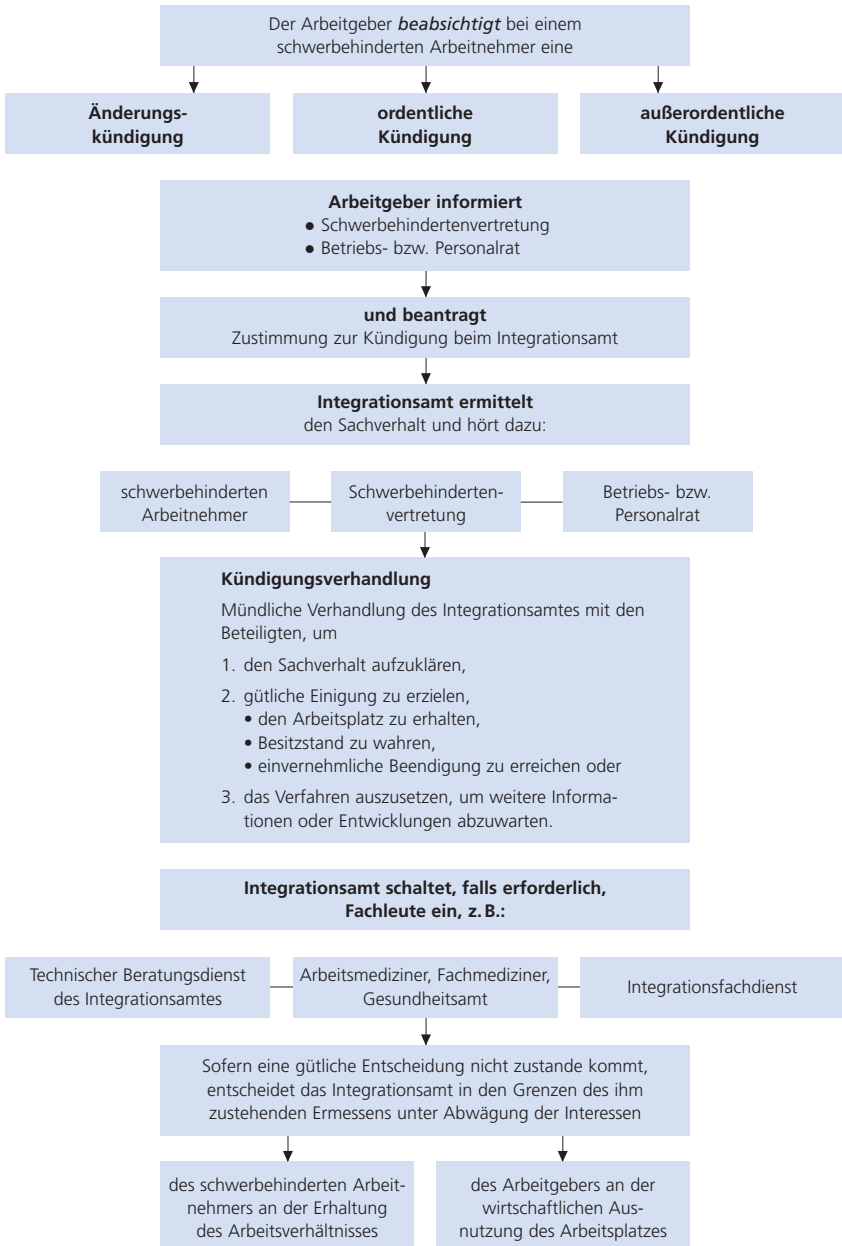 Der Arbeitgeber beabsichtigt bei einem
schwerbehinderten Arbeitnehmer eine
Änderungs-
kündigung
ordentliche
Kündigung
außerordentliche
Kündigung
Arbeitgeber informiert
● Schwerbehindertenvertretung
● Betriebs- bzw. Personalrat
und beantragt
Zustimmung zur Kündigung beim Integrationsamt
Integrationsamt ermittelt
den Sachverhalt und hört dazu:
schwerbehinderten
Arbeitnehmer
Schwerbehinderten-
vertretung
Betriebs- bzw.
Personalrat
Kündigungsverhandlung
Mündliche Verhandlung des Integrationsamtes mit den
Beteiligten, um
1. den Sachverhalt aufzuklären,
2. gütliche Einigung zu erzielen,
• den Arbeitsplatz zu erhalten,
• Besitzstand zu wahren,
• einvernehmliche Beendigung zu erreichen oder
3. das Verfahren auszusetzen, um weitere Informa-
tionen oder Entwicklungen abzuwarten.
Integrationsamt schaltet, falls erforderlich,
Fachleute ein, z. B.:
Technischer Beratungsdienst
des Integrationsamtes
Arbeitsmediziner, Fachmediziner,
Gesundheitsamt
Integrationsfachdienst
Sofern eine gütliche Entscheidung nicht zustande kommt,
entscheidet das Integrationsamt in den Grenzen des ihm
zustehenden Ermessens unter Abwägung der Interessen
des schwerbehinderten Arbeit-
nehmers an der Erhaltung
des Arbeitsverhältnisses
des Arbeitgebers an der
wirtschaftlichen Aus-
nutzung des Arbeitsplatzes